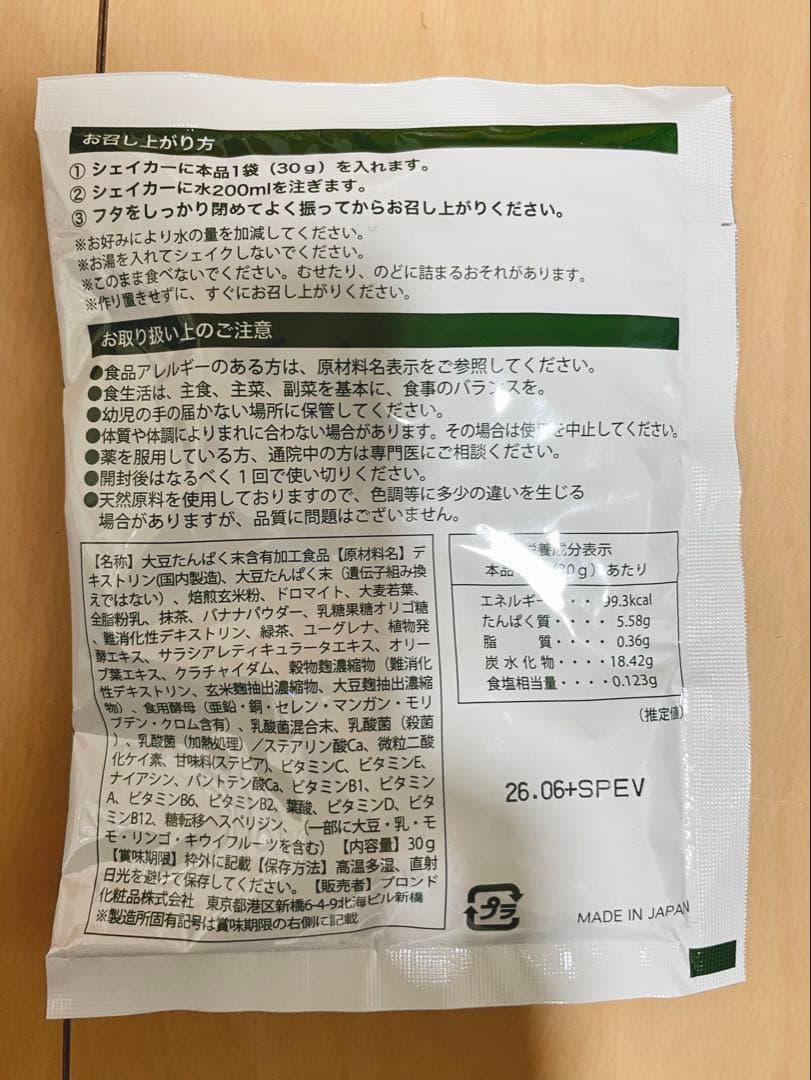 お召し上がり方
① シェイカーに本品1袋（30g）を入れます。
② シェイカーに水200mlを注ぎます。
③ フタをしっかり閉めてよく振ってからお召し上がりください。
※お好みにより水の量を加減してください。
※お湯を入れてシェイクしないでください。
※このまま食べないでください。むせたり、のどに詰まるおそれがあります。
※作り置きせずに、すぐにお召し上がりください。
お取り扱い上のご注意
●食品アレルギーのある方は、原材料名表示をご参照してください。
●食生活は、主食、主菜、副菜を基本に、食事のバランスを。
●幼児の手の届かない場所に保管してください。
●体質や体調によりまれに合わない場合があります。その場合は使用を中止してください。
●薬を服用している方、通院中の方は専門医にご相談ください。
●開封後はなるべく１回で使い切りください。
●天然原料を使用しておりますので、色調等に多少の違いを生じる
場合がありますが、品質に問題はございません。
【名称】大豆たんぱく末含有加工食品【原材料名】デ
キストリン(国内製造)、大豆たんぱく末（遺伝子組み換
えではない）、焙煎玄米粉、ドロマイト、大麦若葉、
全脂粉乳、抹茶、バナナパウダー、乳糖果糖オリゴ糖
、難消化性デキストリン、緑茶、ユーグレナ、植物発
酵エキス、サラシアレティキュラータエキス、オリー
ブ葉エキス、クラチャイダム、穀物麹濃縮物（難消化
性デキストリン、玄米麹抽出濃縮物、大豆麹抽出濃縮
物）、食用酵母（亜鉛・銅・セレン・マンガン・モリ
ブデン・クロム含有）、乳酸菌混合末、乳酸菌（殺菌
）、乳酸菌（加熱処理）／ステアリン酸Ca、微粒二酸
化ケイ素、甘味料(ステビア)、ビタミンC、ビタミンE、
ナイアシン、パントテン酸Ca、ビタミンB1、ビタミン
A、ビタミンB6、ビタミンB2、葉酸、ビタミンD、ビタ
ミンB12、糖転移ヘスペリジン、（一部に大豆・乳・モ
モ・リンゴ・キウイフルーツを含む）【内容量】30g
【賞味期限】枠外に記載【保存方法】高温多湿、直射
日光を避けて保存してください。【販売者】ブロンド
化粧品株式会社 東京都港区新橋6-4-9北海ビル新橋
※製造所固有記号は賞味期限の右側に記載
栄養成分表示
本品 (30g) あたり
エネルギー・・・・99.3kcal
たんぱく質・・・・5.58g
脂 質・・・・0.36g
炭水化物・・・・18.42g
食塩相当量・・・・0.123g
（推定値）
26.06+SPEV
プラ
MADE IN JAPAN